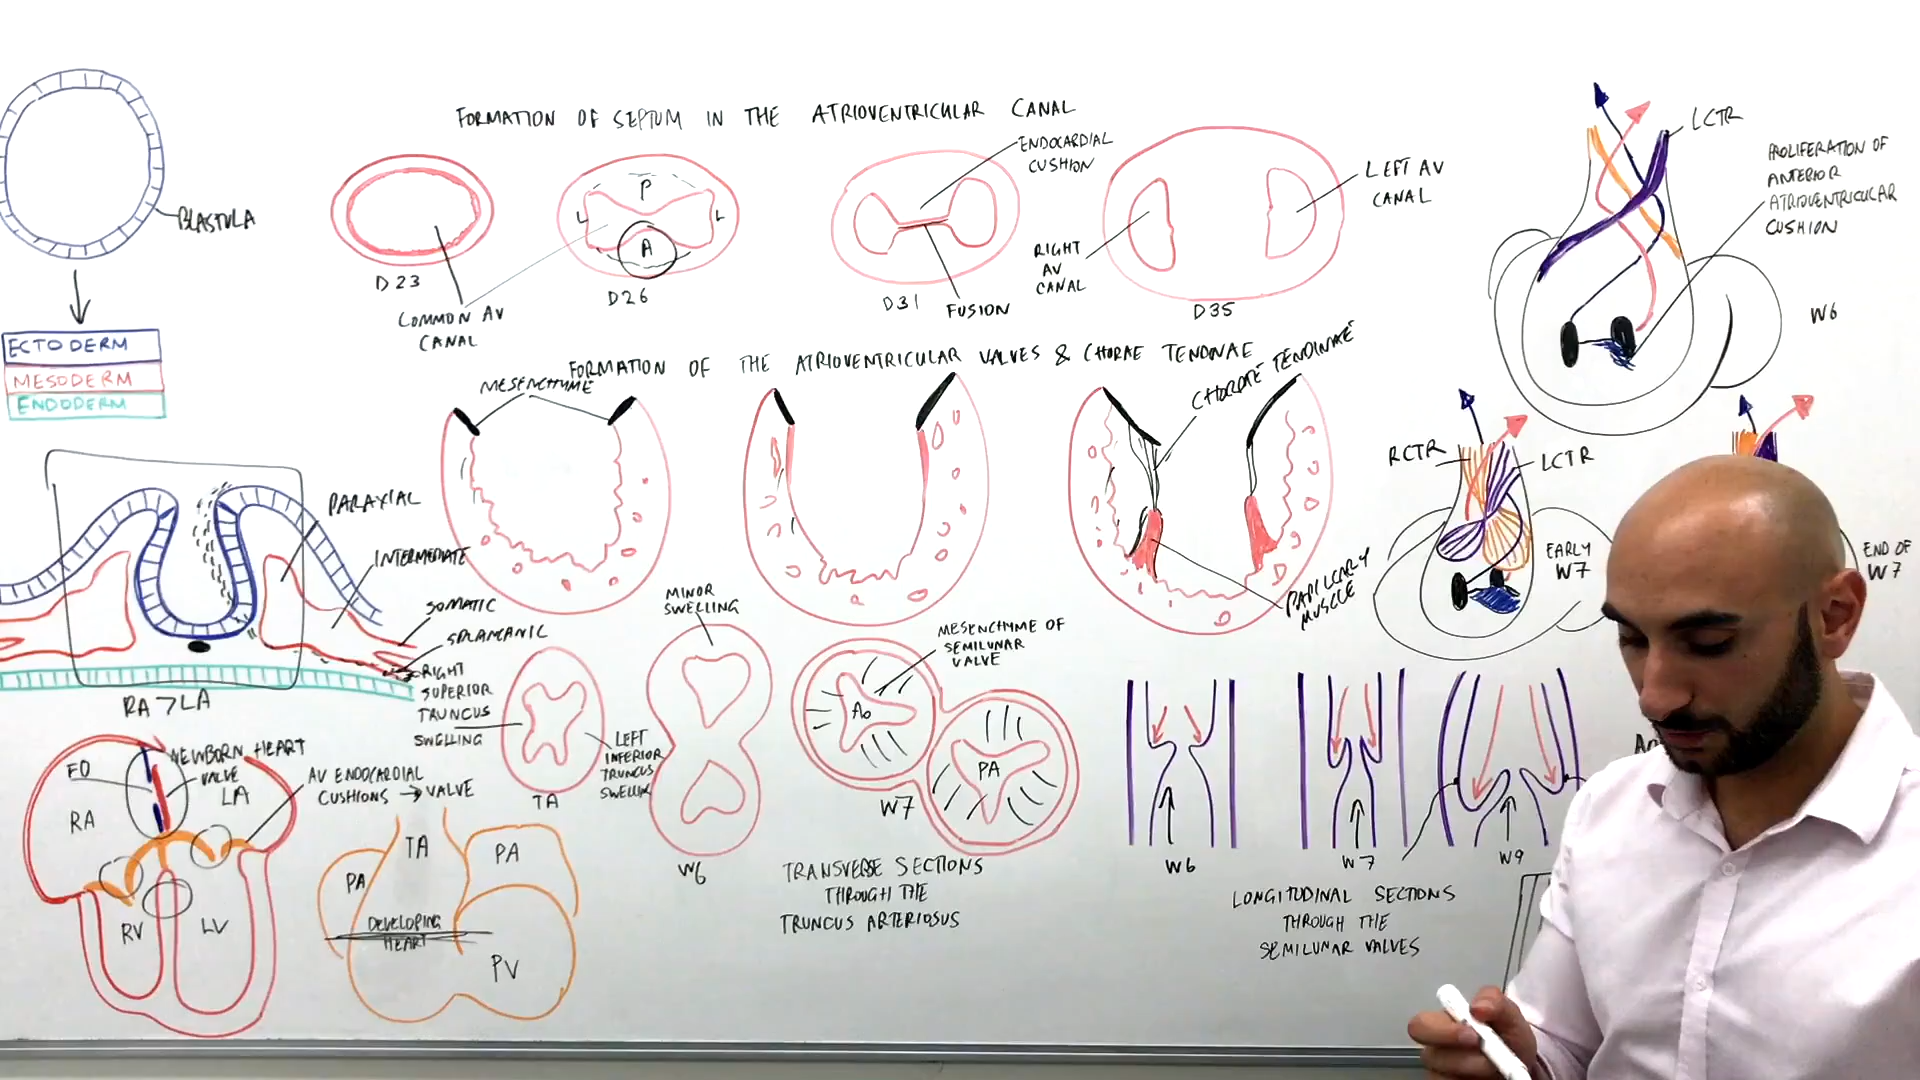 FORMATION OF SEPTUM IN THE ATRIOVENTRICULAR CANAL
BLASTULA
ECTODERM
MESODERM
ENDODERM
D23
COMMON AV
CANAL
P
L
L
A
D26
ENDOCARDIAL
CUSHION
D31
FUSION
RIGHT
AV
CANAL
LEFT AV
CANAL
D35
LCTR
PROLIFERATION OF
ANTERIOR
ATRIOVENTRICULAR
CUSHION
W6
FORMATION OF THE ATRIOVENTRICULAR VALVES & CHORAE TENDINAE
MESENCHYME
CHORDAE TENDINAE
PAPILLARY
MUSCLE
RCTR
LCTR
EARLY
W7
END OF
W7
PARAXIAL
INTERMEDIATE
SOMATIC
SPLANCANIC
RA > LA
RIGHT
SUPERIOR
TRUNCUS
SWELLING
LEFT
INFERIOR
TRUNCUS
SWELLING
TA
MINOR
SWELLING
W6
MESENCHYME OF
SEMILUNAR
VALVE
Ao
PA
W7
TRANSVERSE SECTIONS
THROUGH THE
TRUNCUS ARTERIOSUS
W6
W7
W9
LONGITUDINAL SECTIONS
THROUGH THE
SEMILUNAR VALVES
NEWBORN HEART
FO
VALVE
RA
LA
AV ENDOCARDIAL
CUSHIONS → VALVE
RV
LV
TA
PA
PA
DEVELOPING
HEART
PV